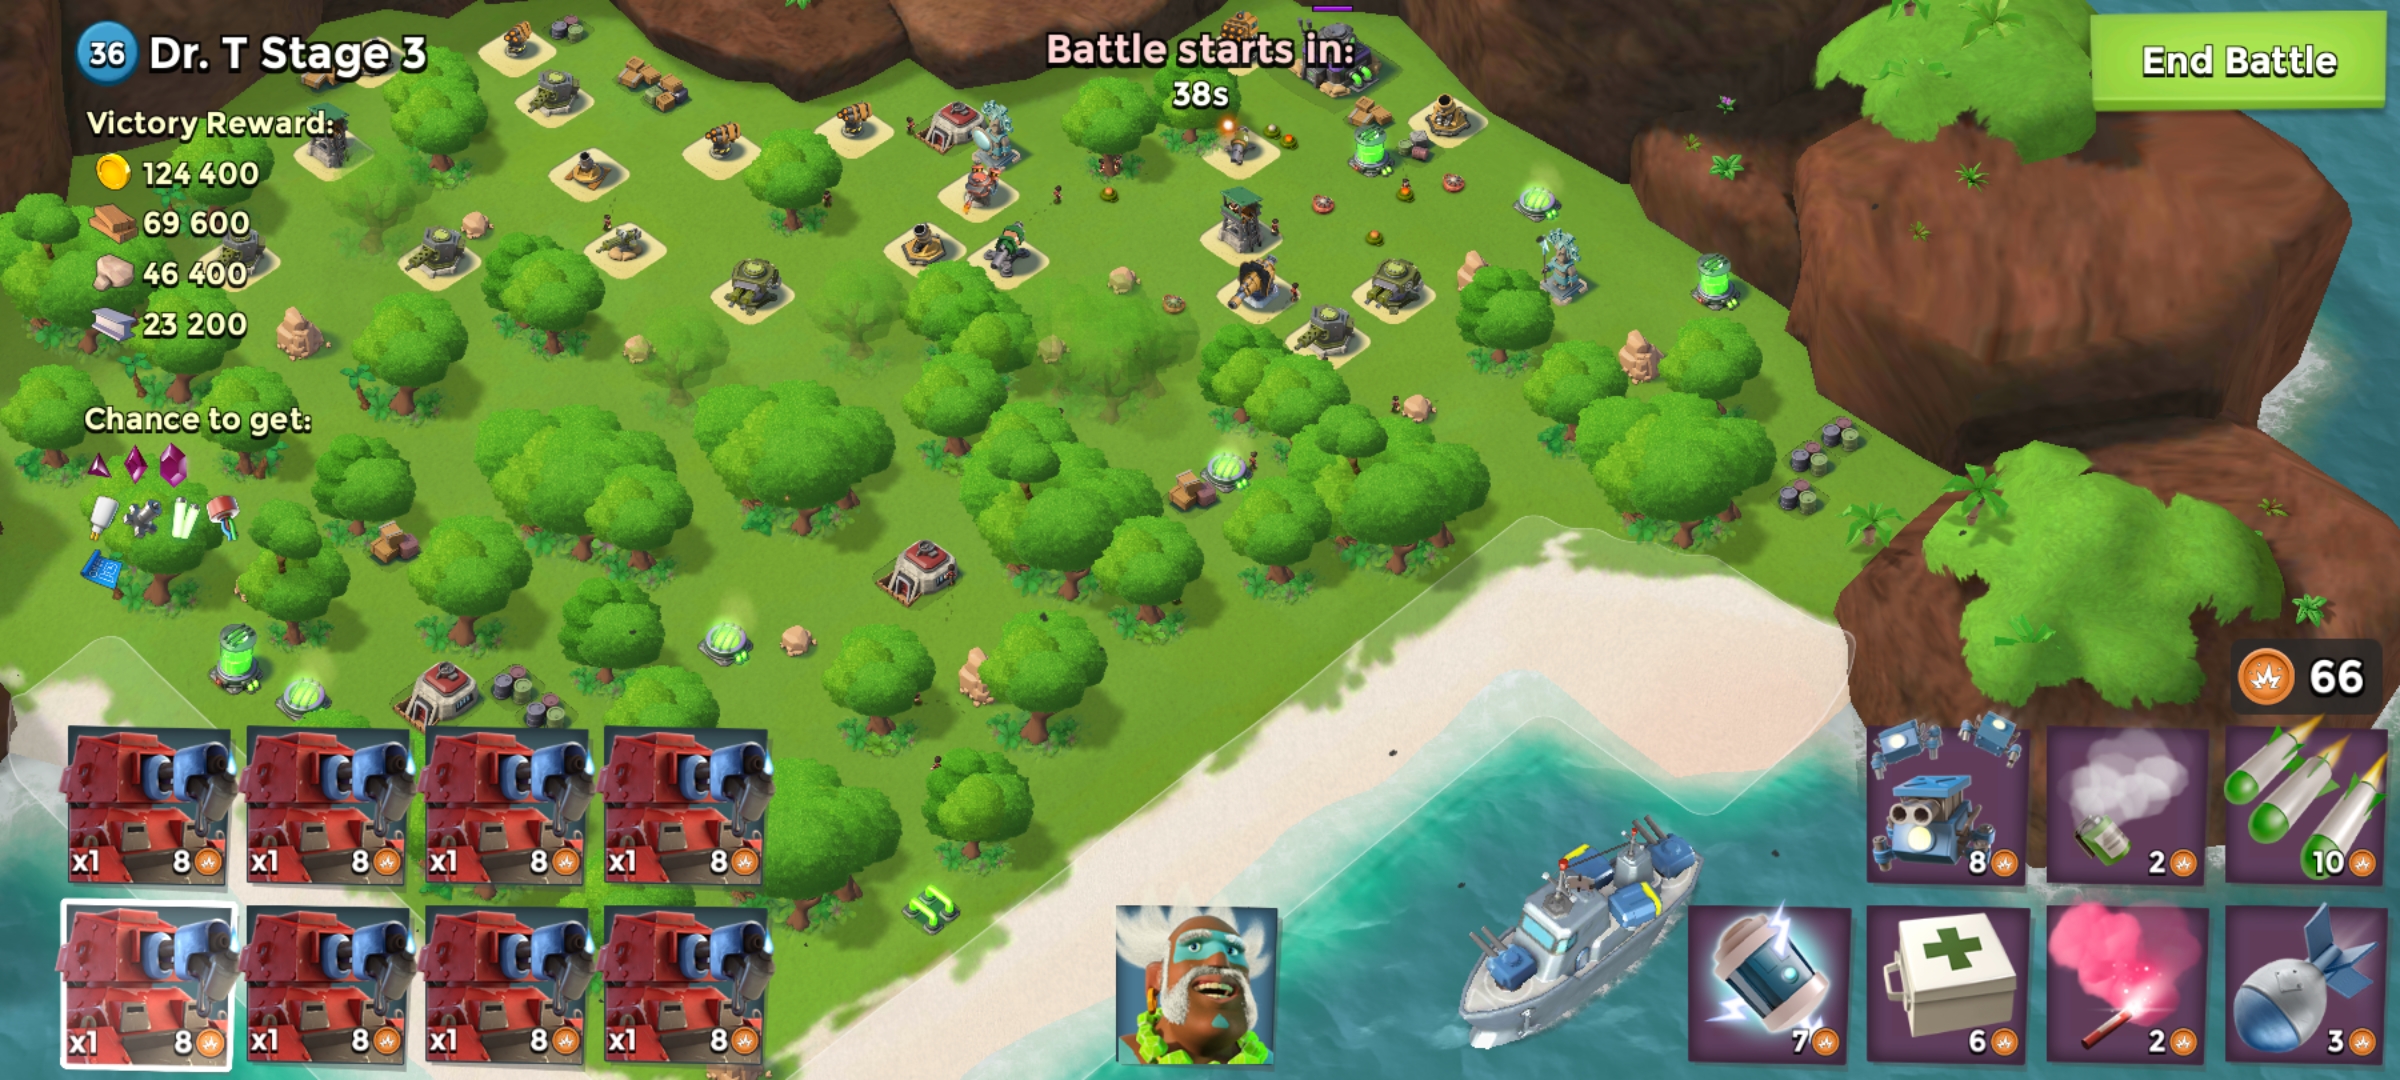 36 Dr. T Stage 3
Victory Reward:
124 400
69 600
46 400
23 200
Chance to get:
Battle starts in:
38s
End Battle
66
8
2
10
x1 8
x1 8
x1 8
x1 8
x1 8
x1 8
x1 8
x1 8
7
6
2
3